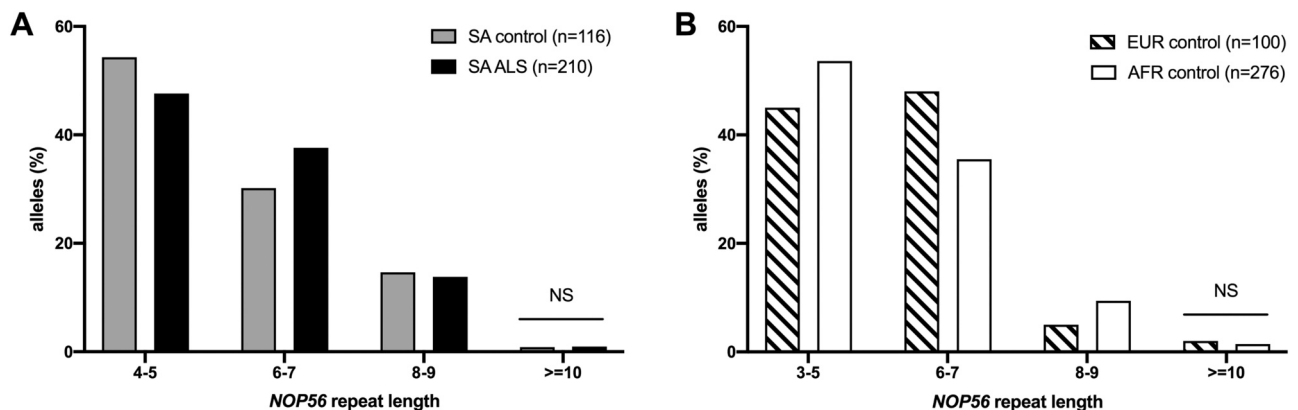 A
SA control (n=116)
SA ALS (n=210)
alleles (%)
60
40
20
0
NS
4-5
6-7
8-9
>=10
NOP56 repeat length
B
EUR control (n=100)
AFR control (n=276)
alleles (%)
60
40
20
0
NS
3-5
6-7
8-9
>=10
NOP56 repeat length